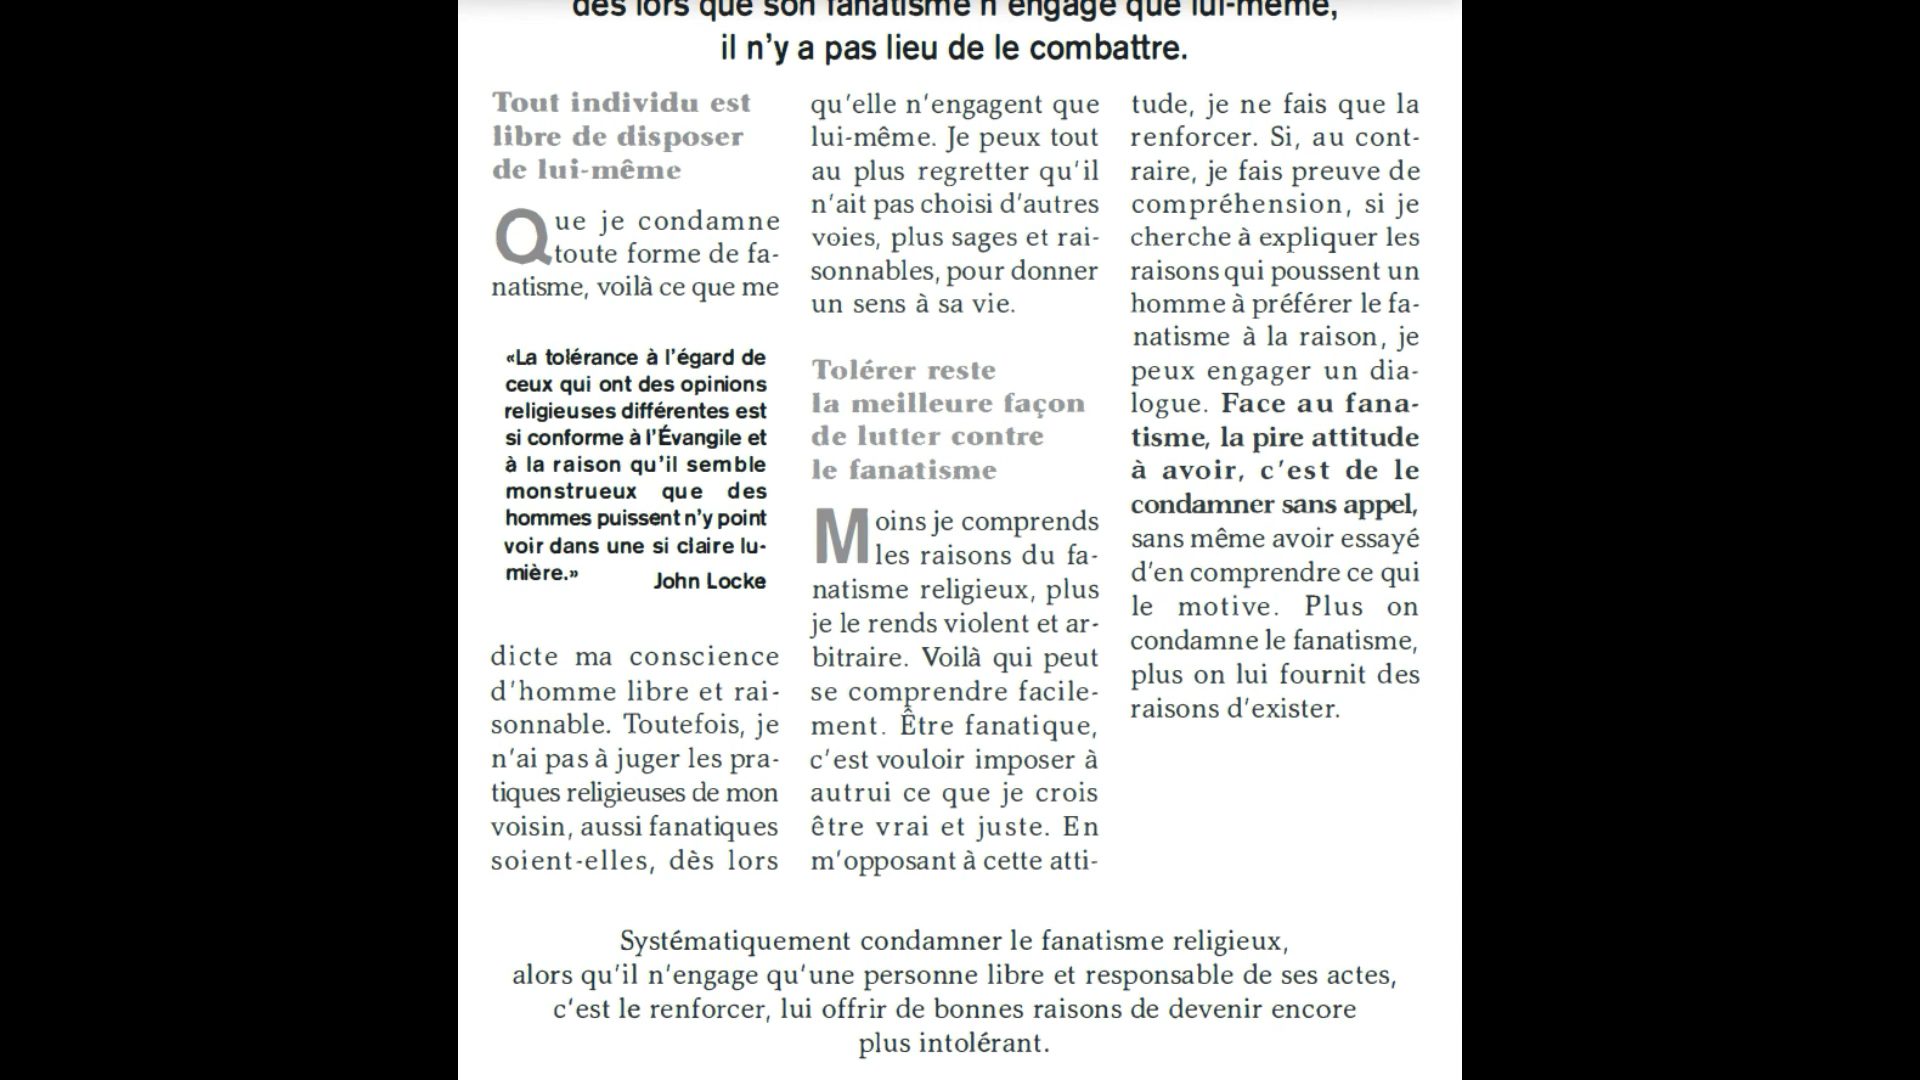 dès lors que son fanatisme n'engage que lui-même,
il n'y a pas lieu de le combattre.
Tout individu est
libre de disposer
de lui-même
Que je condamne
toute forme de fa-
natisme, voilà ce que me
«La tolérance à l'égard de
ceux qui ont des opinions
religieuses différentes est
si conforme à l'Évangile et
à la raison qu'il semble
monstrueux que des
hommes puissent n'y point
voir dans une si claire lu-
mière.» John Locke
dicte ma conscience
d'homme libre et rai-
sonnable. Toutefois, je
n'ai pas à juger les pra-
tiques religieuses de mon
voisin, aussi fanatiques
soient-elles, dès lors
qu'elle n'engagent que
lui-même. Je peux tout
au plus regretter qu'il
n'ait pas choisi d'autres
voies, plus sages et rai-
sonnables, pour donner
un sens à sa vie.
Tolérer reste
la meilleure façon
de lutter contre
le fanatisme
Moins je comprends
les raisons du fa-
natisme religieux, plus
je le rends violent et ar-
bitraire. Voilà qui peut
se comprendre facile-
ment. Être fanatique,
c'est vouloir imposer à
autrui ce que je crois
être vrai et juste. En
m'opposant à cette atti-
tude, je ne fais que la
renforcer. Si, au cont-
raire, je fais preuve de
compréhension, si je
cherche à expliquer les
raisons qui poussent un
homme à préférer le fa-
natisme à la raison, je
peux engager un dia-
logue. Face au fana-
tisme, la pire attitude
à avoir, c'est de le
condamner sans appel,
sans même avoir essayé
d'en comprendre ce qui
le motive. Plus on
condamne le fanatisme,
plus on lui fournit des
raisons d'exister.
Systématiquement condamner le fanatisme religieux,
alors qu'il n'engage qu'une personne libre et responsable de ses actes,
c'est le renforcer, lui offrir de bonnes raisons de devenir encore
plus intolérant.